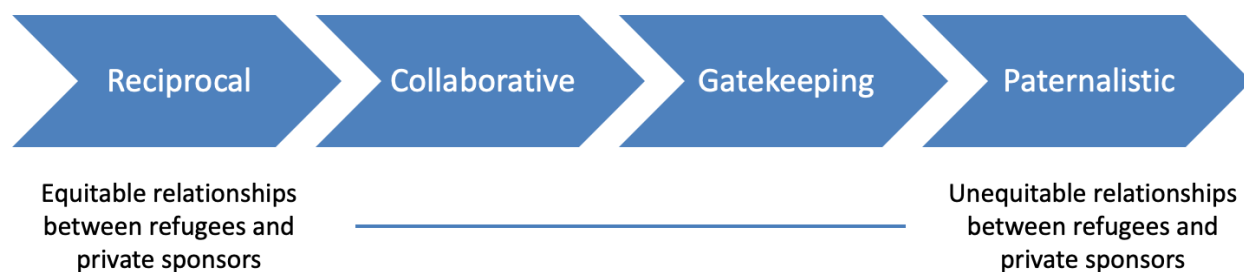 Reciprocal
Collaborative
Gatekeeping
Paternalistic
Equitable relationships
between refugees and
private sponsors
Unequitable relationships
between refugees and
private sponsors